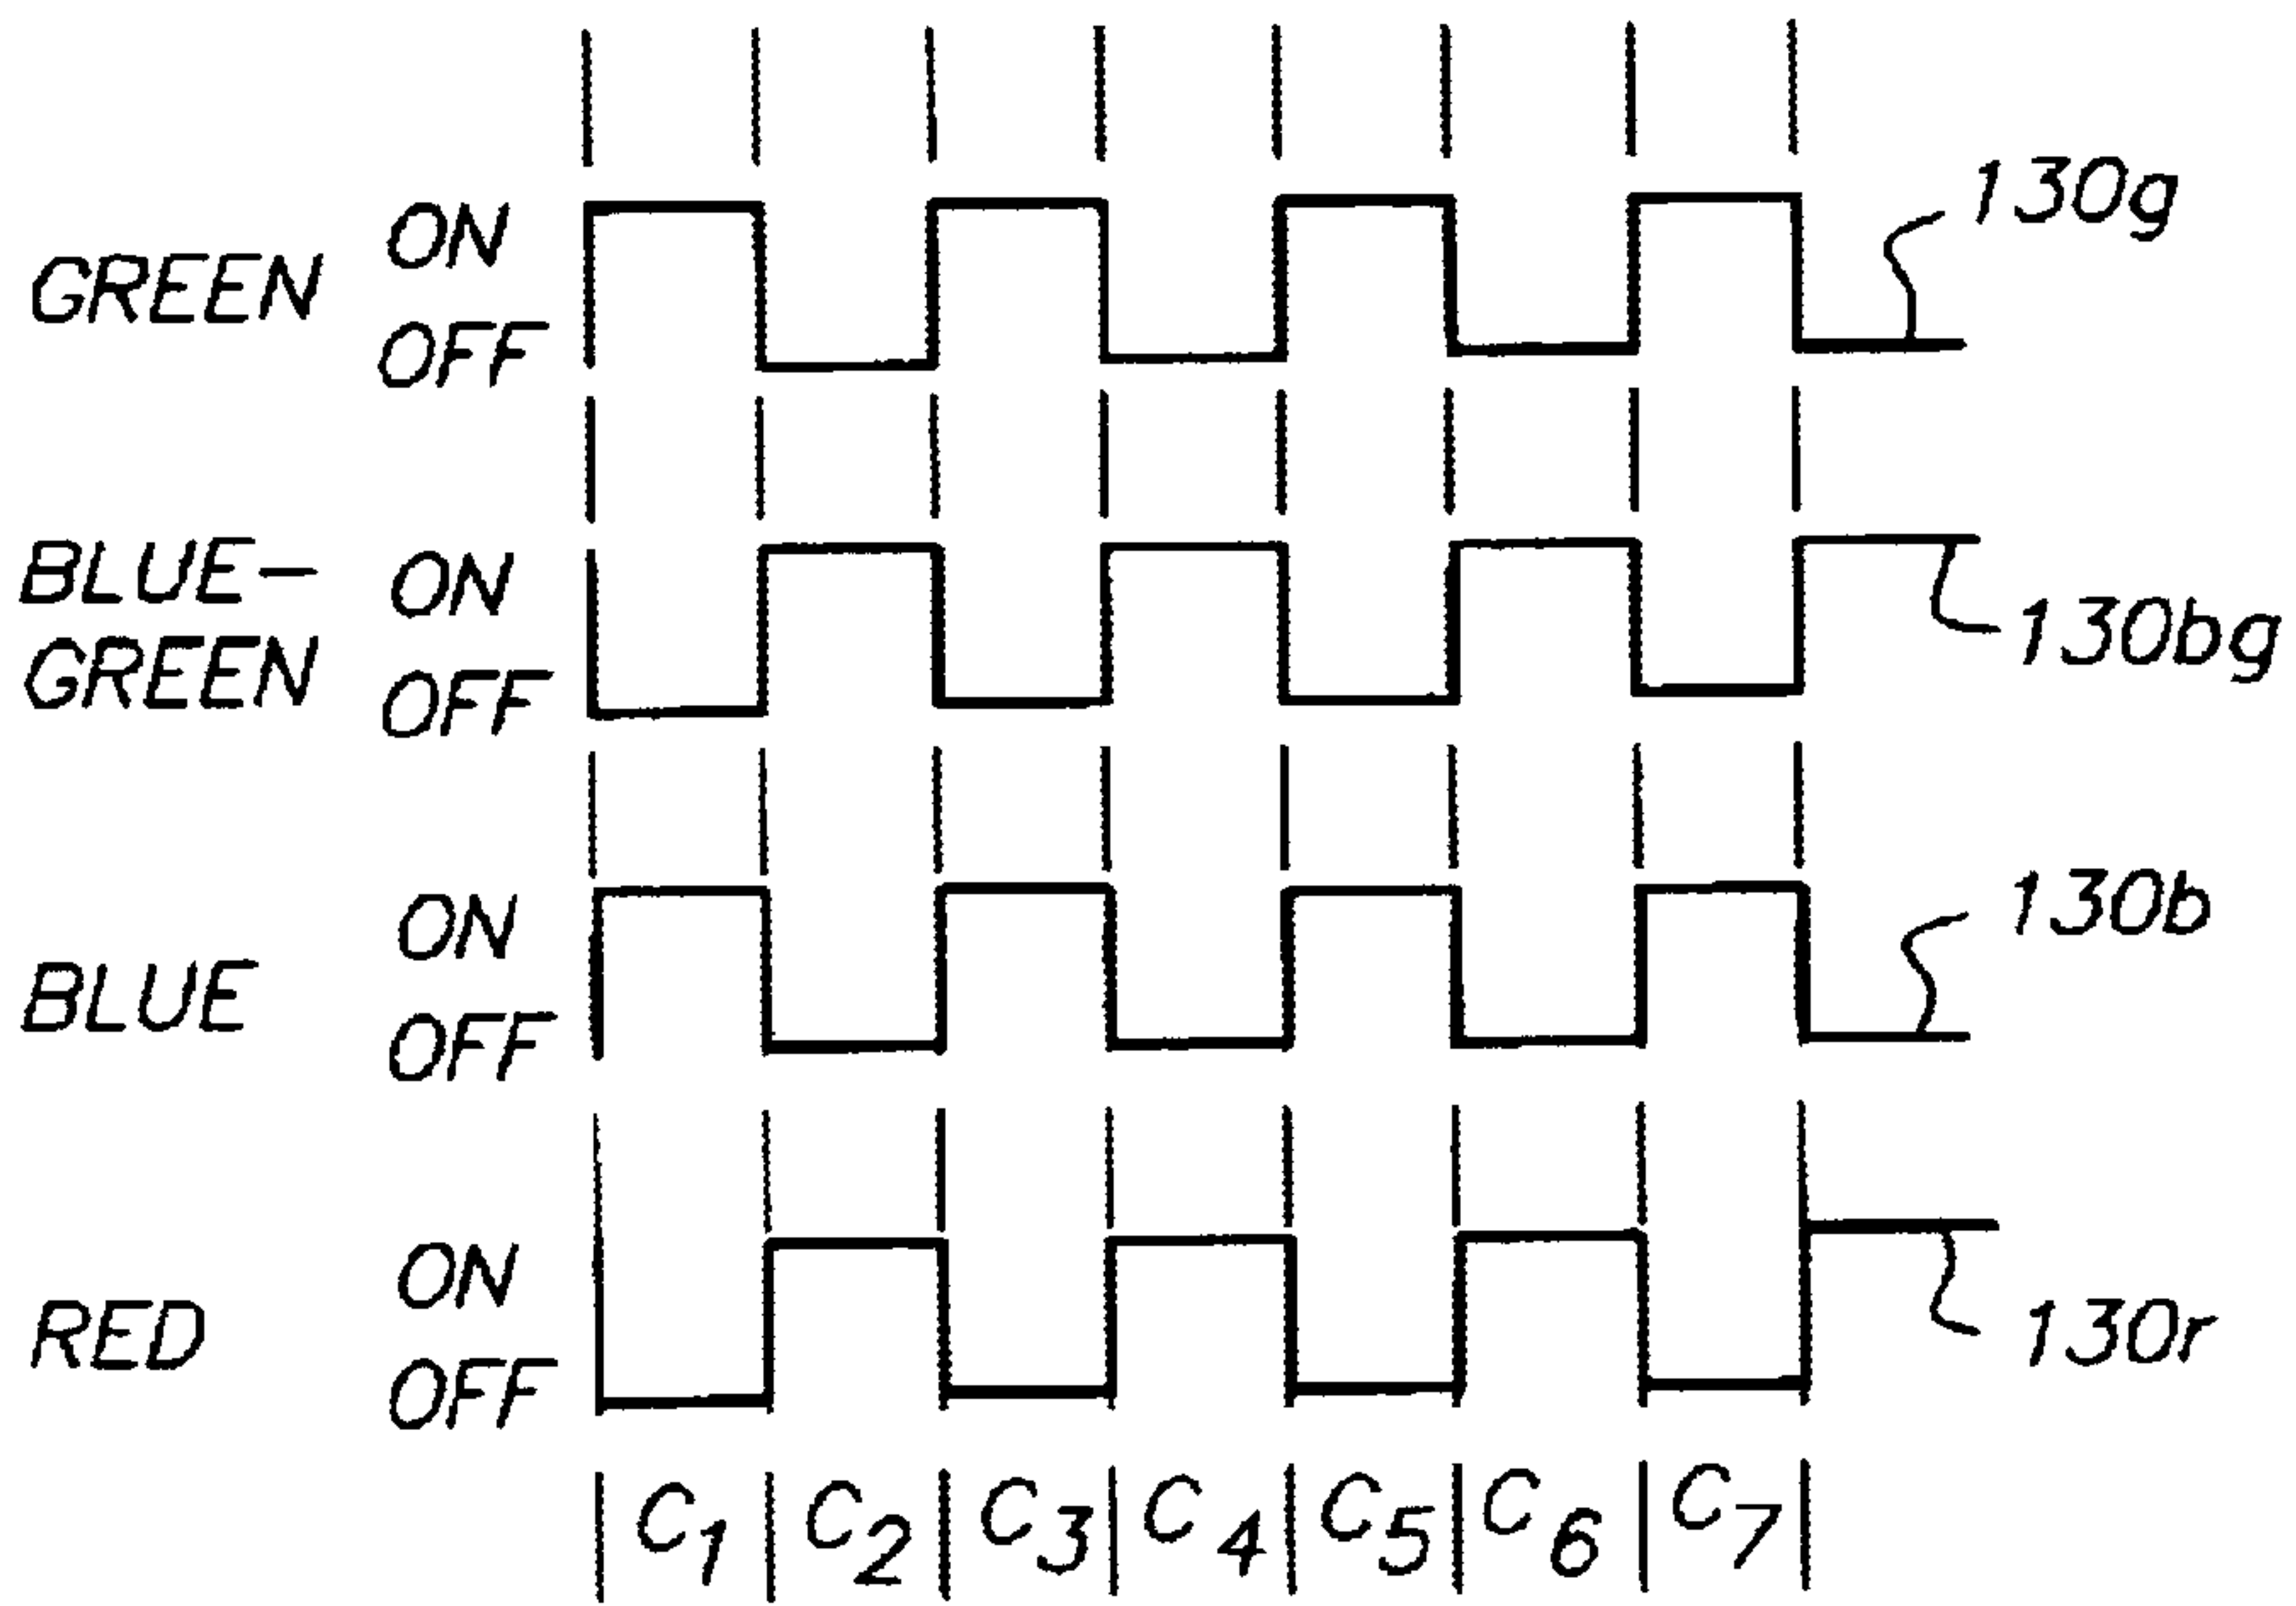 130g
ON
GREEN
OFF
BLUE-
ON
130bg
GREEN
OFF
130b
ON
BLUE
OFF
ON
RED
130r
OFF
C1 C2 C3 C4 C5 C6 C7